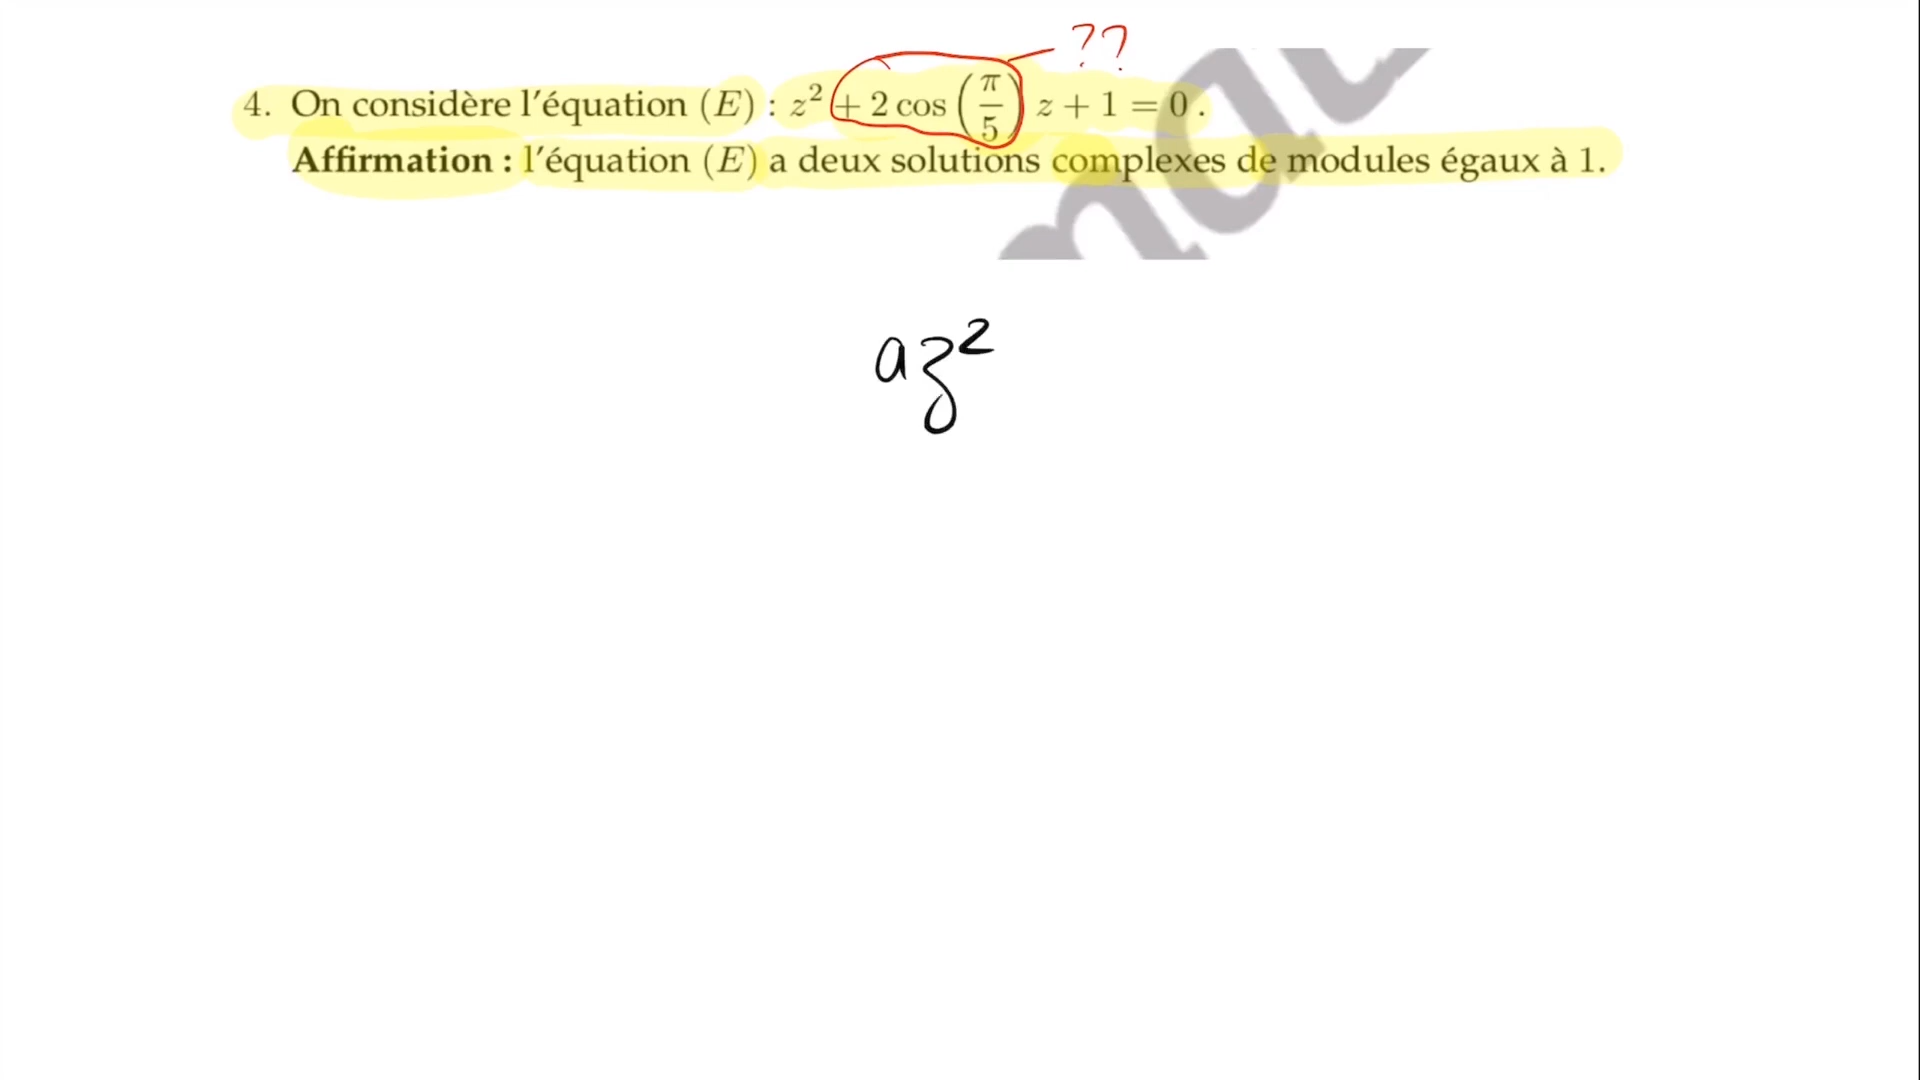 ??
4. On considère l'équation (E) : z² + 2 cos (π/5) z + 1 = 0.
Affirmation : l'équation (E) a deux solutions complexes de modules égaux à 1.
az²